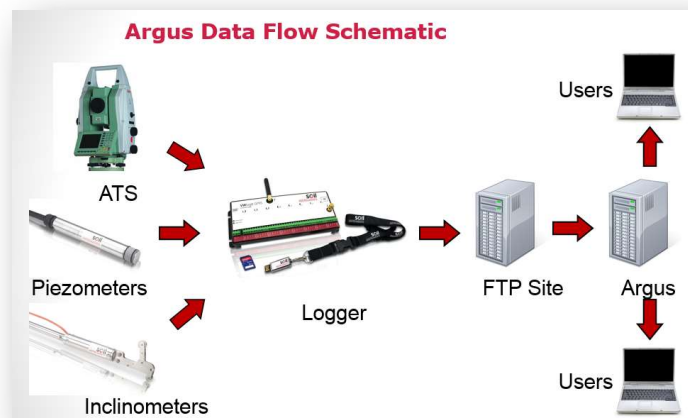 Argus Data Flow Schematic
Users
ATS
Piezometers
Logger
FTP Site
Argus
Inclinometers
Users